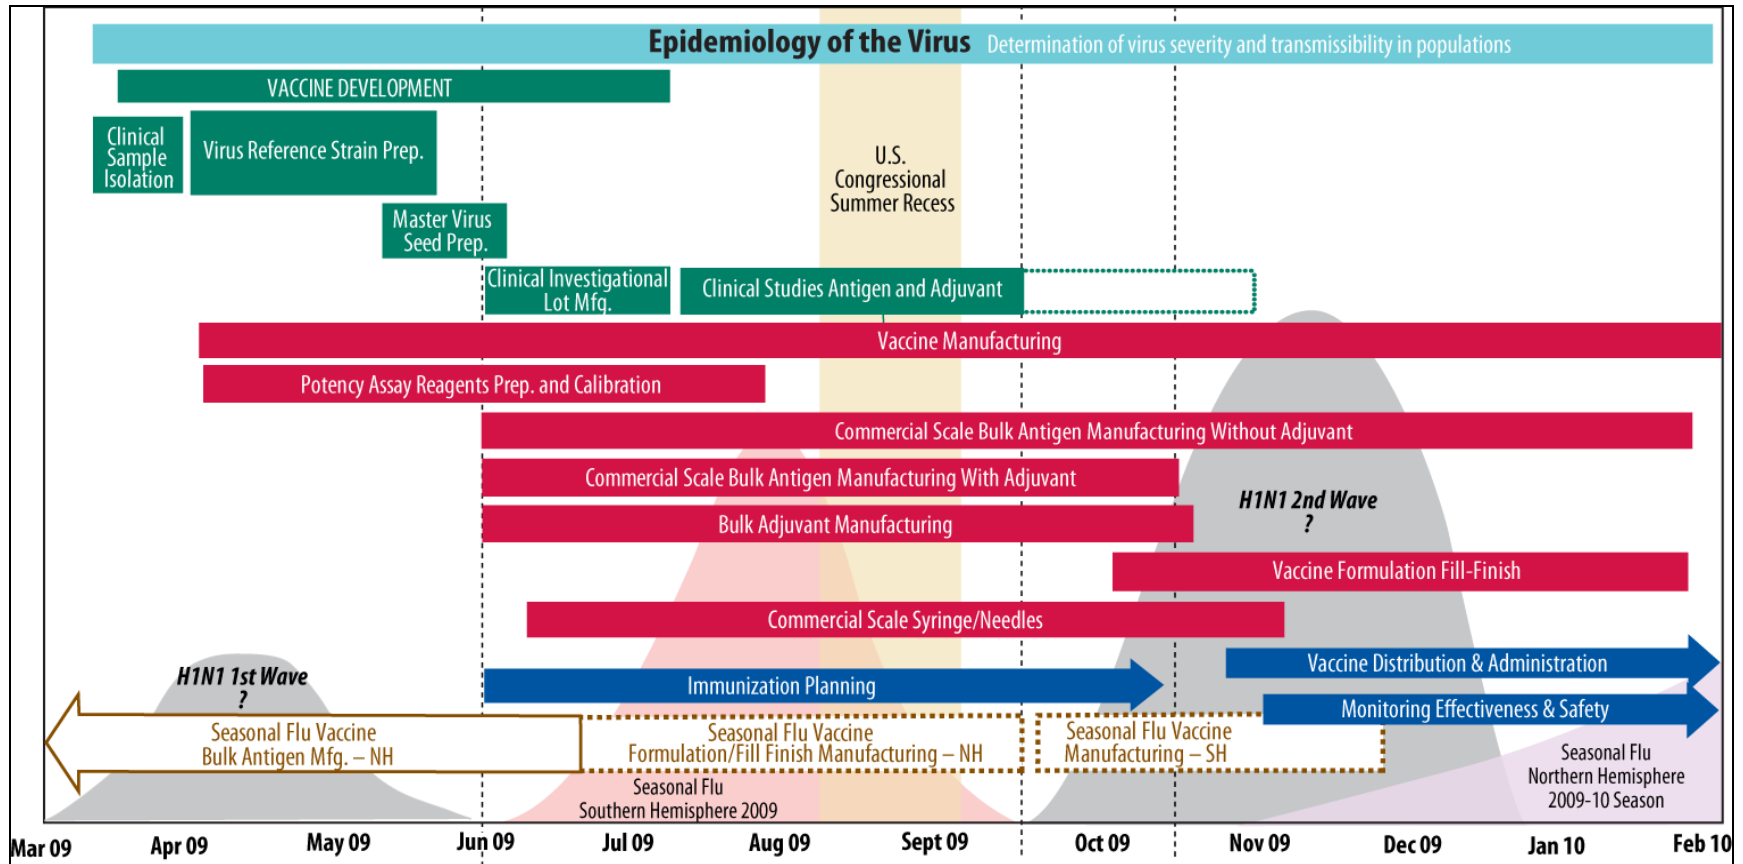 Epidemiology of the Virus Determination of virus severity and transmissibility in populations
VACCINE DEVELOPMENT
Clinical
Sample
Isolation
Virus Reference Strain Prep.
U.S.
Congressional
Summer Recess
Master Virus
Seed Prep.
Clinical Investigational
Lot Mfg.
Clinical Studies Antigen and Adjuvant
Vaccine Manufacturing
Potency Assay Reagents Prep. and Calibration
Commercial Scale Bulk Antigen Manufacturing Without Adjuvant
Commercial Scale Bulk Antigen Manufacturing With Adjuvant
H1N1 2nd Wave
?
Bulk Adjuvant Manufacturing
Vaccine Formulation Fill-Finish
Commercial Scale Syringe/Needles
H1N1 1st Wave
?
Vaccine Distribution & Administration
Immunization Planning
Monitoring Effectiveness & Safety
Seasonal Flu Vaccine
Bulk Antigen Mfg. – NH
Seasonal Flu Vaccine
Formulation/Fill Finish Manufacturing – NH
Seasonal Flu Vaccine
Manufacturing – SH
Seasonal Flu
Southern Hemisphere 2009
Seasonal Flu
Northern Hemisphere
2009-10 Season
Mar 09 Apr 09 May 09 Jun 09 Jul 09 Aug 09 Sept 09 Oct 09 Nov 09 Dec 09 Jan 10 Feb 10